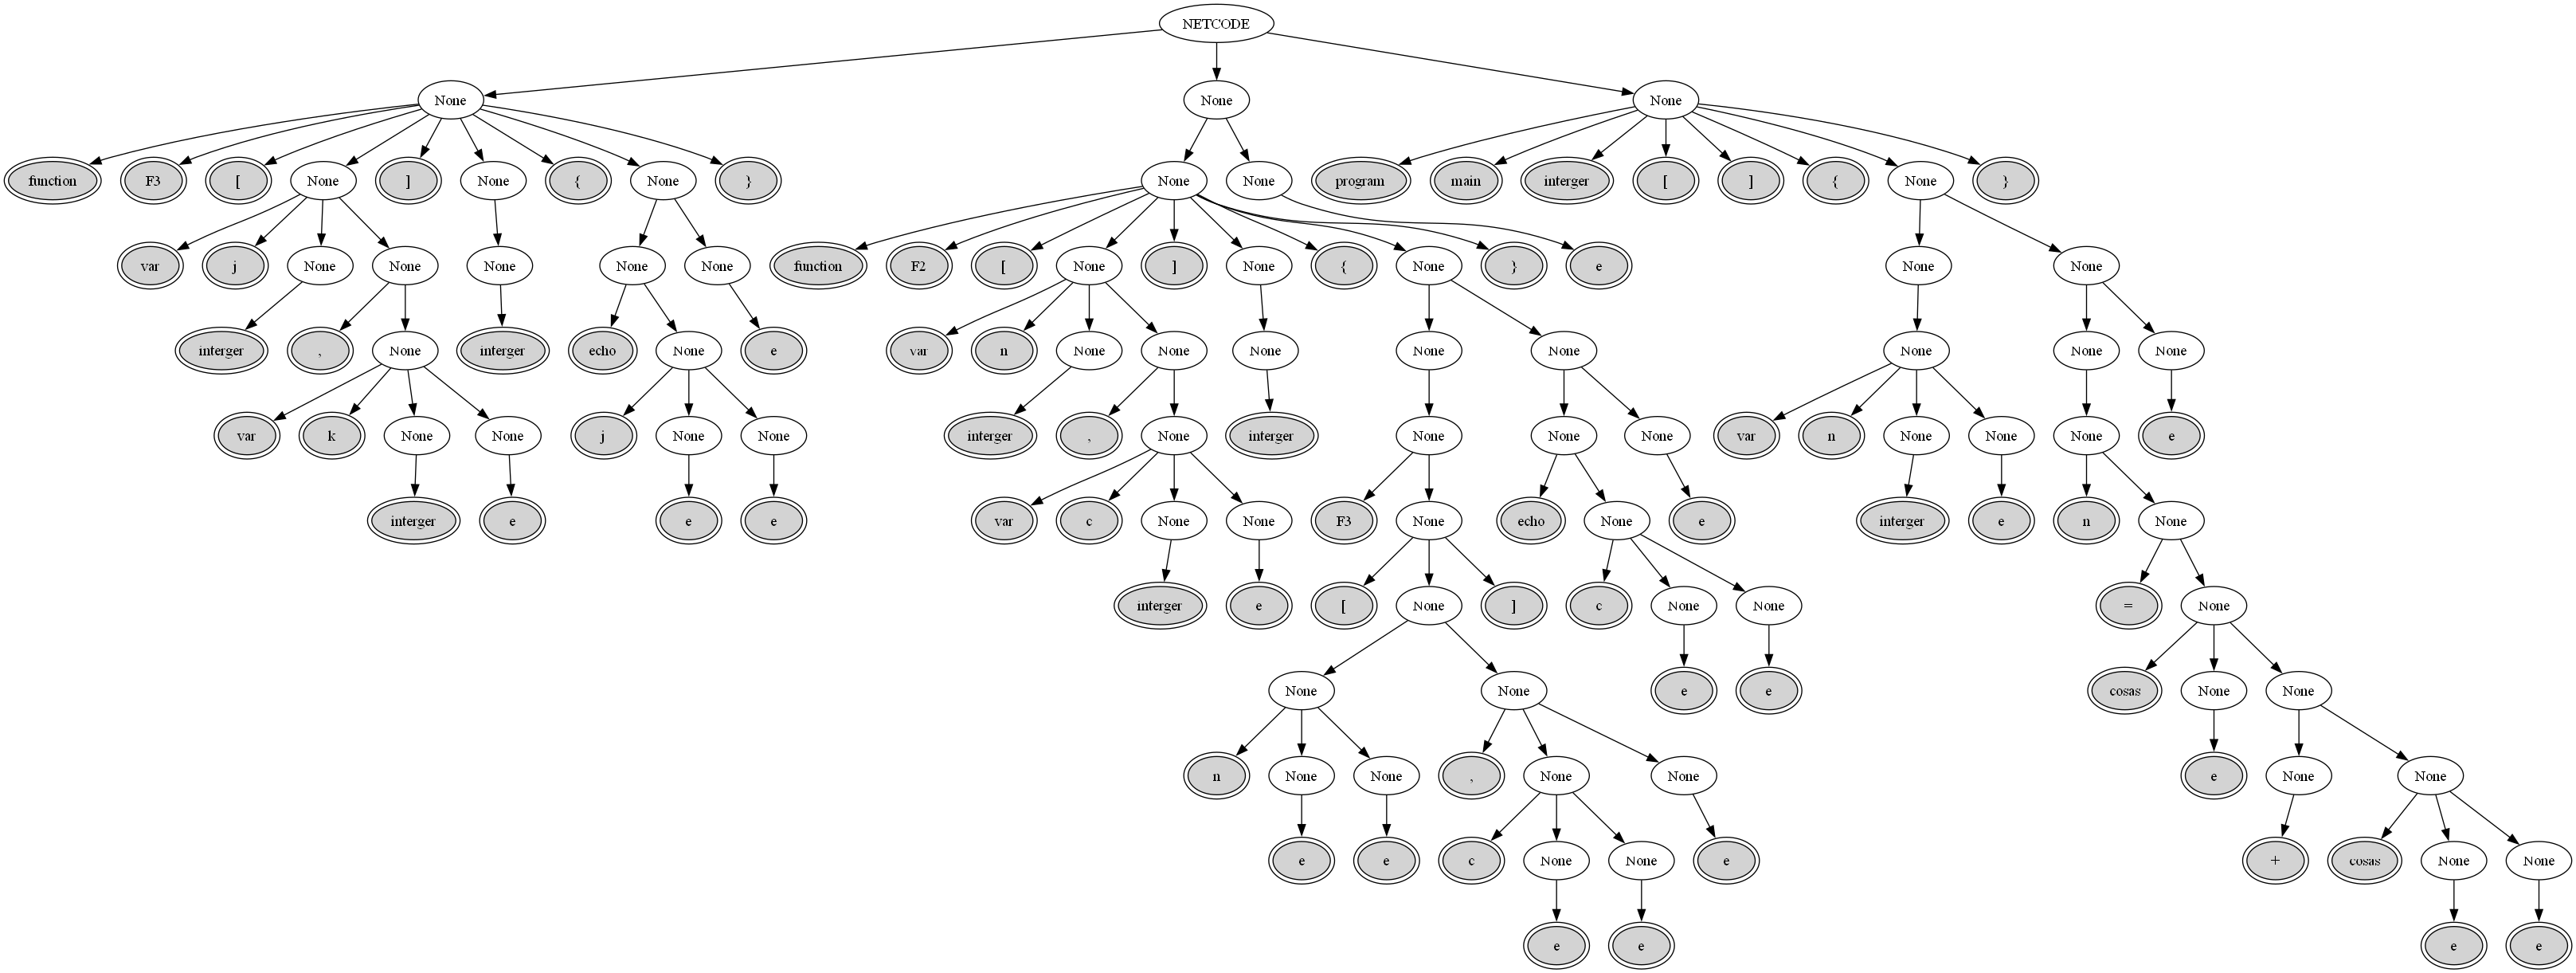 NETCODE
None None None
function F3 [ None ] None { None } None None program main interger [ ] { None }
var j None None None None None function F2 [ None ] None { None } e None None
interger , None interger echo None e var n None None None None None None None None
var k None None j None None interger , None interger None None None var n None None None e
interger e e e var c None None F3 None echo None e interger e n None
interger e [ None ] c None None = None
None None e e cosas None None
n None None , None None e None None
e e c None None e + cosas None None
e e e e